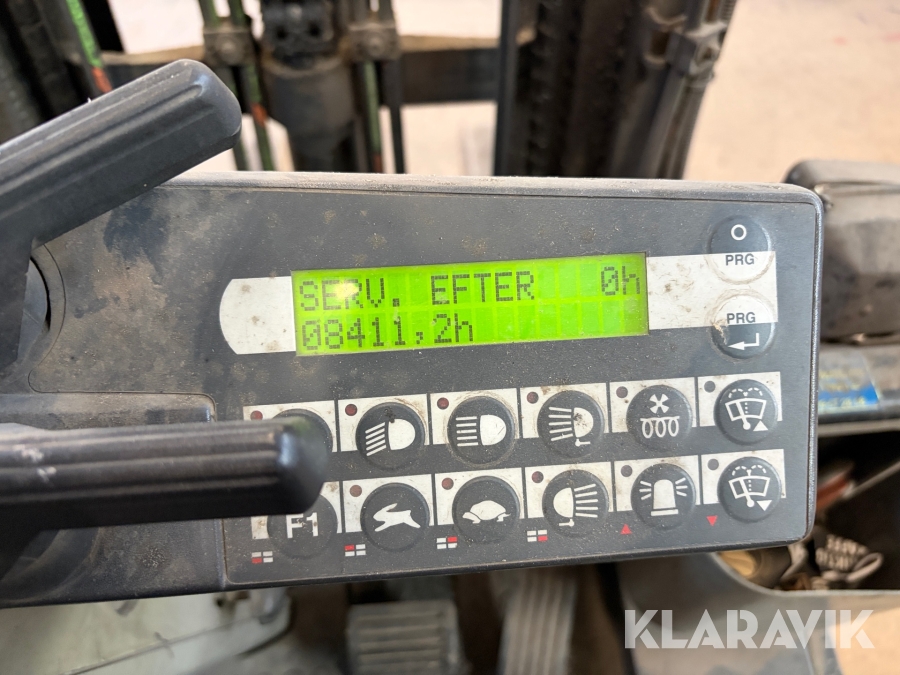 PRG
SERV. EFTER 0h
08411,2h
PRG
F1
KLARAVIK